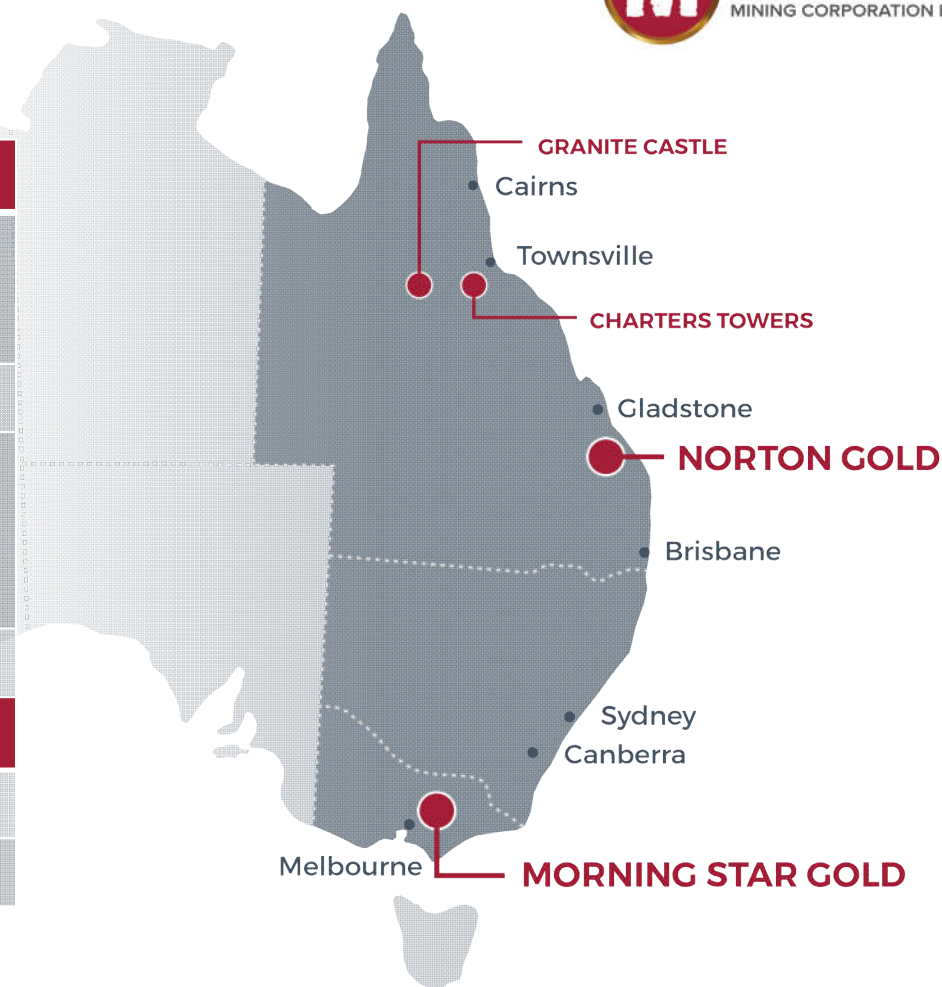 MINING CORPORATION
GRANITE CASTLE
Cairns
Townsville
CHARTERS TOWERS
Gladstone
NORTON GOLD
Brisbane
Sydney
Canberra
Melbourne
MORNING STAR GOLD